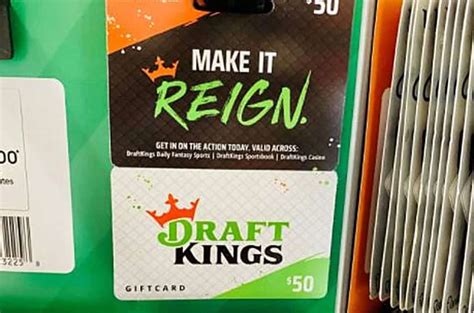 $50
MAKE IT
REIGN.
GET IN ON THE ACTION TODAY. VALID ACROSS:
DraftKings Daily Fantasy Sports | DraftKings Sportsbook | DraftKings Casino
DRAFT
KINGS
GIFTCARD
$50